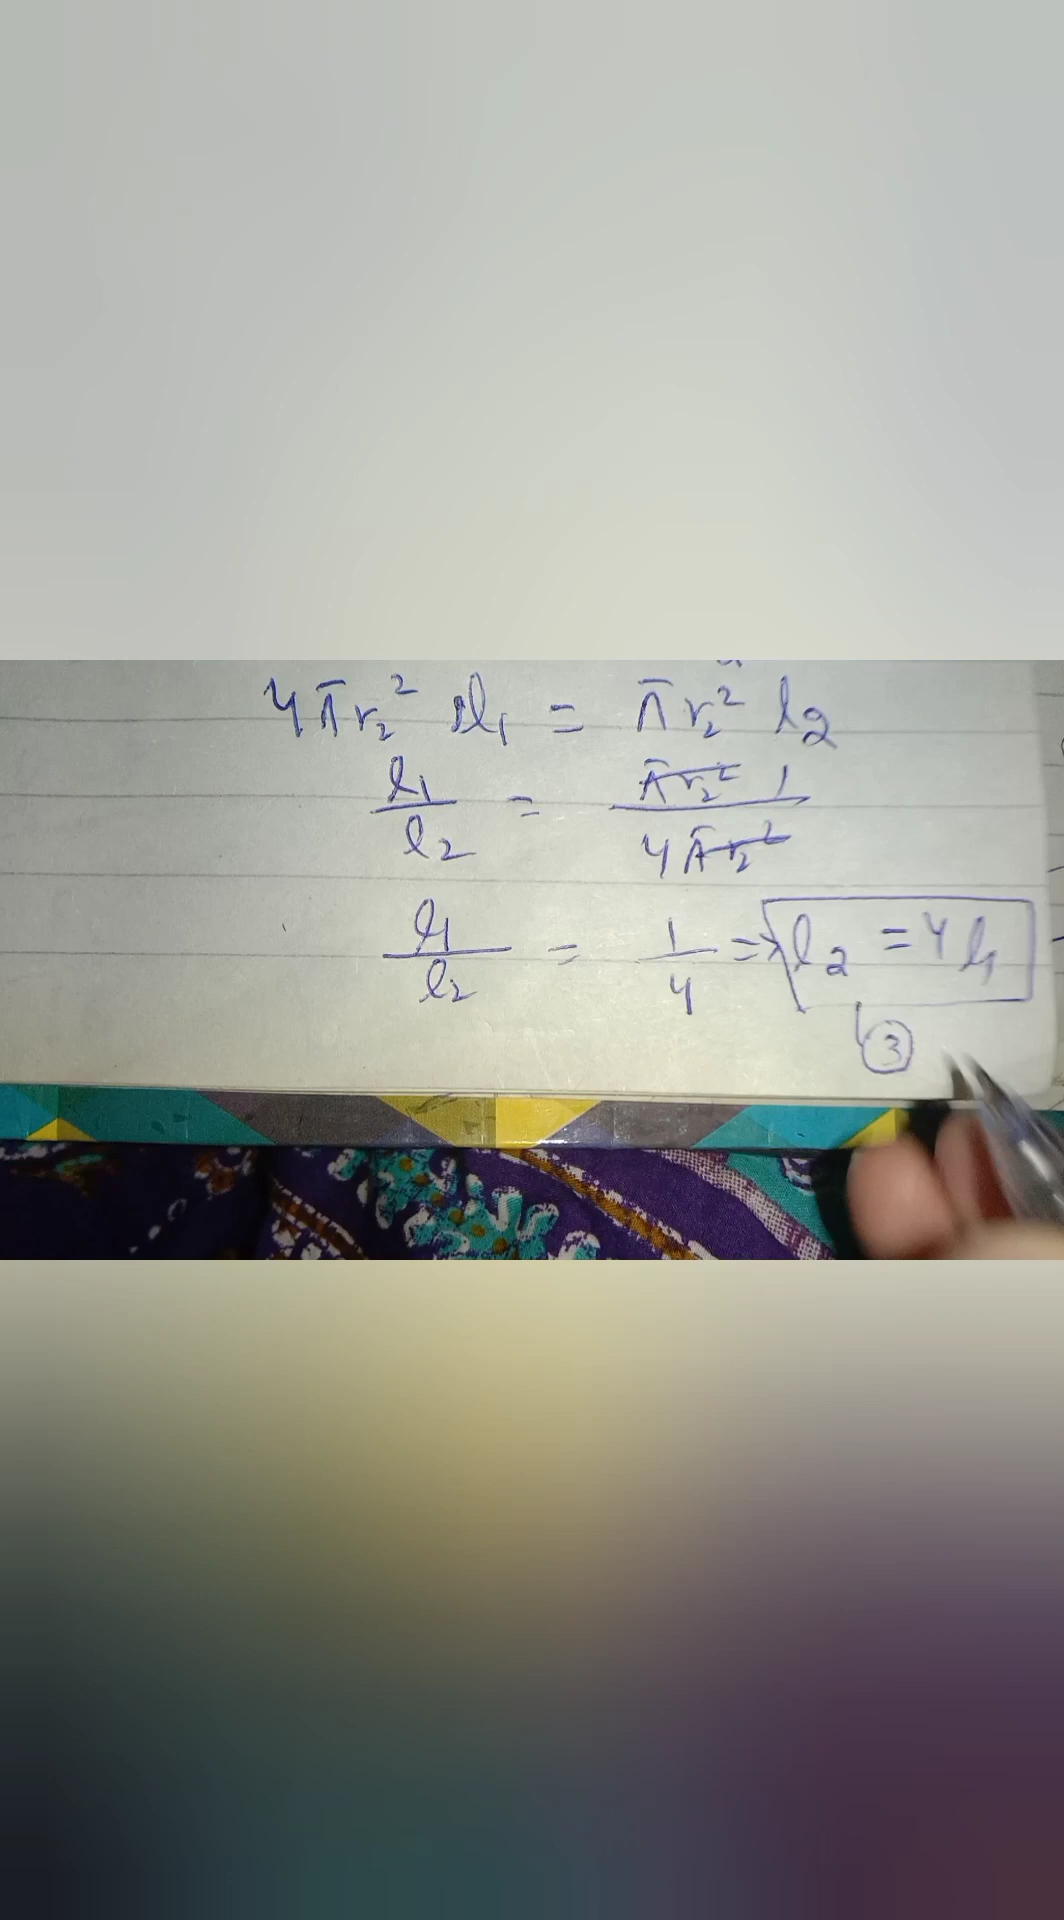 4πr₂² l₁ = πr₂² l₂
l₁/l₂ = πr₂² 1/4πr₂²
l₁/l₂ = 1/4 => l₂ = 4l₁
3